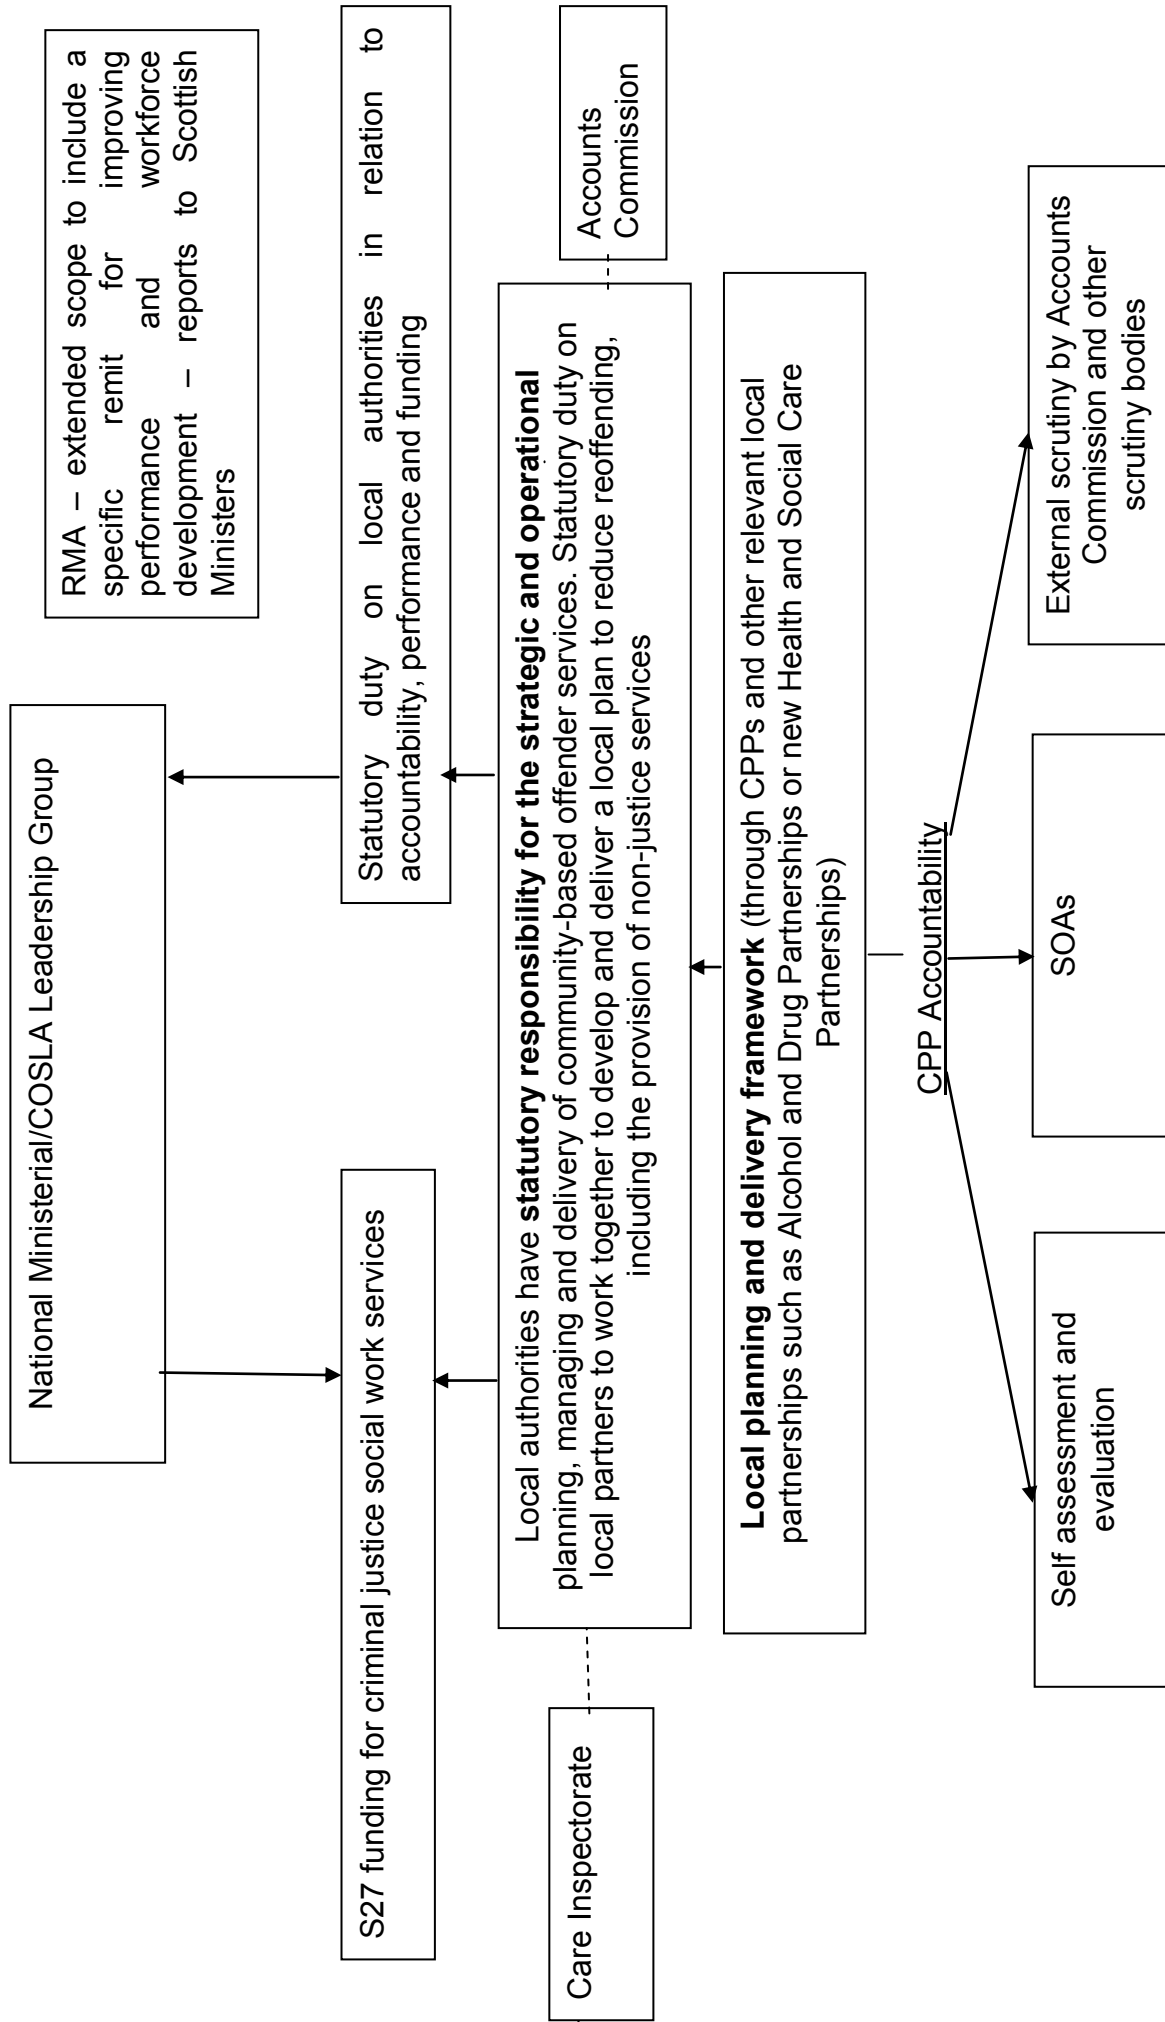 National Ministerial/COSLA Leadership Group
RMA – extended scope to include a
specific remit for improving
performance and workforce
development – reports to Scottish
Ministers
S27 funding for criminal justice social work services
Statutory duty on local authorities in relation to
accountability, performance and funding
Care Inspectorate
Local authorities have statutory responsibility for the strategic and operational
planning, managing and delivery of community-based offender services. Statutory duty on
local partners to work together to develop and deliver a local plan to reduce reoffending,
including the provision of non-justice services
Accounts
Commission
Local planning and delivery framework (through CPPs and other relevant local
partnerships such as Alcohol and Drug Partnerships or new Health and Social Care
Partnerships)
CPP Accountability
Self assessment and
evaluation
SOAs
External scrutiny by Accounts
Commission and other
scrutiny bodies